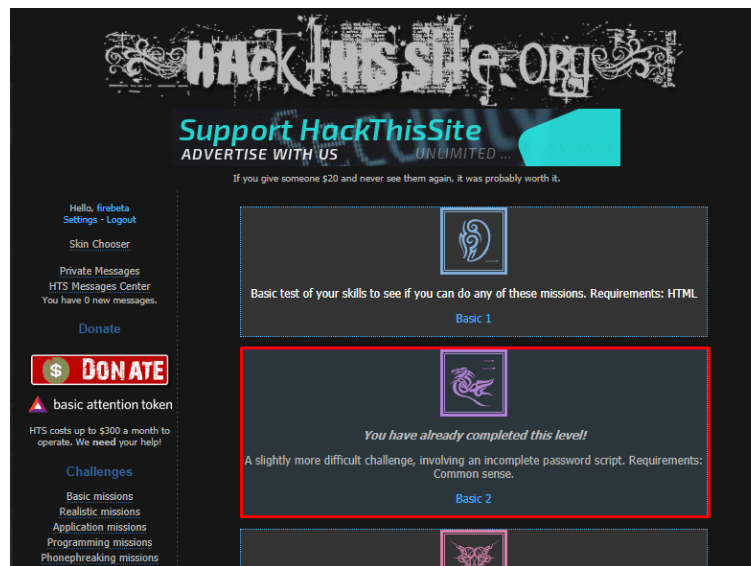 HackThisSite.org
Support HackThisSite
ADVERTISE WITH US
UNLIMITED ...
If you give someone $20 and never see them again, it was probably worth it.
Hello, firebeta
Settings - Logout
Skin Chooser
Private Messages
HTS Messages Center
You have 0 new messages.
Donate
$ DONATE
basic attention token
HTS costs up to $300 a month to
operate. We need your help!
Challenges
Basic missions
Realistic missions
Application missions
Programming missions
Phonephreaking missions
Basic test of your skills to see if you can do any of these missions. Requirements: HTML
Basic 1
You have already completed this level!
A slightly more difficult challenge, involving an incomplete password script. Requirements:
Common sense.
Basic 2